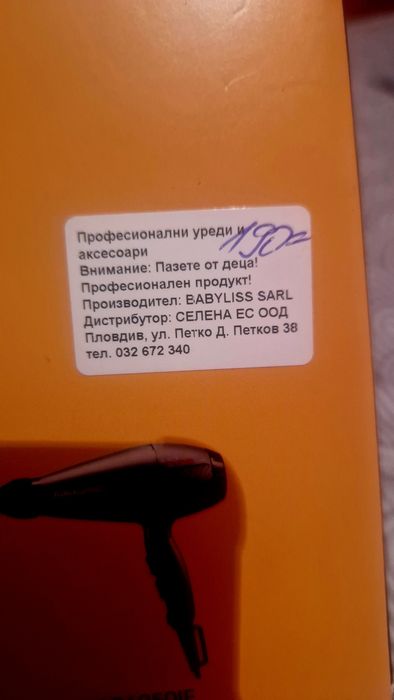 Професионални уреди и
аксесоари
190=
Внимание: Пазете от деца!
Професионален продукт!
Производител: BABYLISS SARL
Дистрибутор: СЕЛЕНА ЕС ООД
Пловдив, ул. Петко Д. Петков 38
тел. 032 672 340